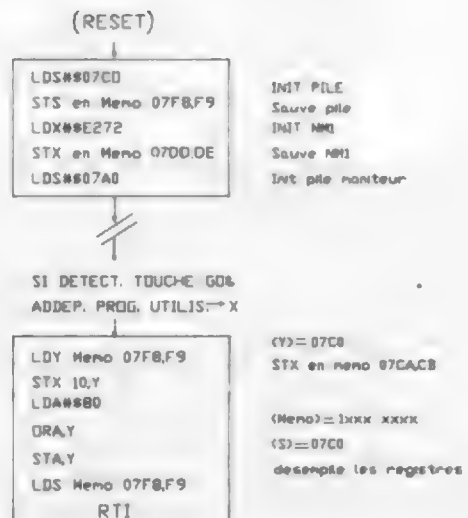 (RESET)
LDS#$07C0
STS en Memo 07F8,F9
LDX#$E272
STX en Memo 07DD,DE
LDS#$07A0
INIT PILE
Sauve pile
INIT NMI
Sauve NMI
Init pile moniteur
SI DETECT. TOUCHE GO&
ADDEP. PROG. UTILIS.→X
LDY Memo 07F8,F9
STX 10,Y
LDA#$80
ORA,Y
STA,Y
LDS Memo 07F8,F9
RTI
(Y)=07C0
STX en memo 07CA,CB
(Memo)=1xxx xxxx
(S)=07C0
desempile les registres